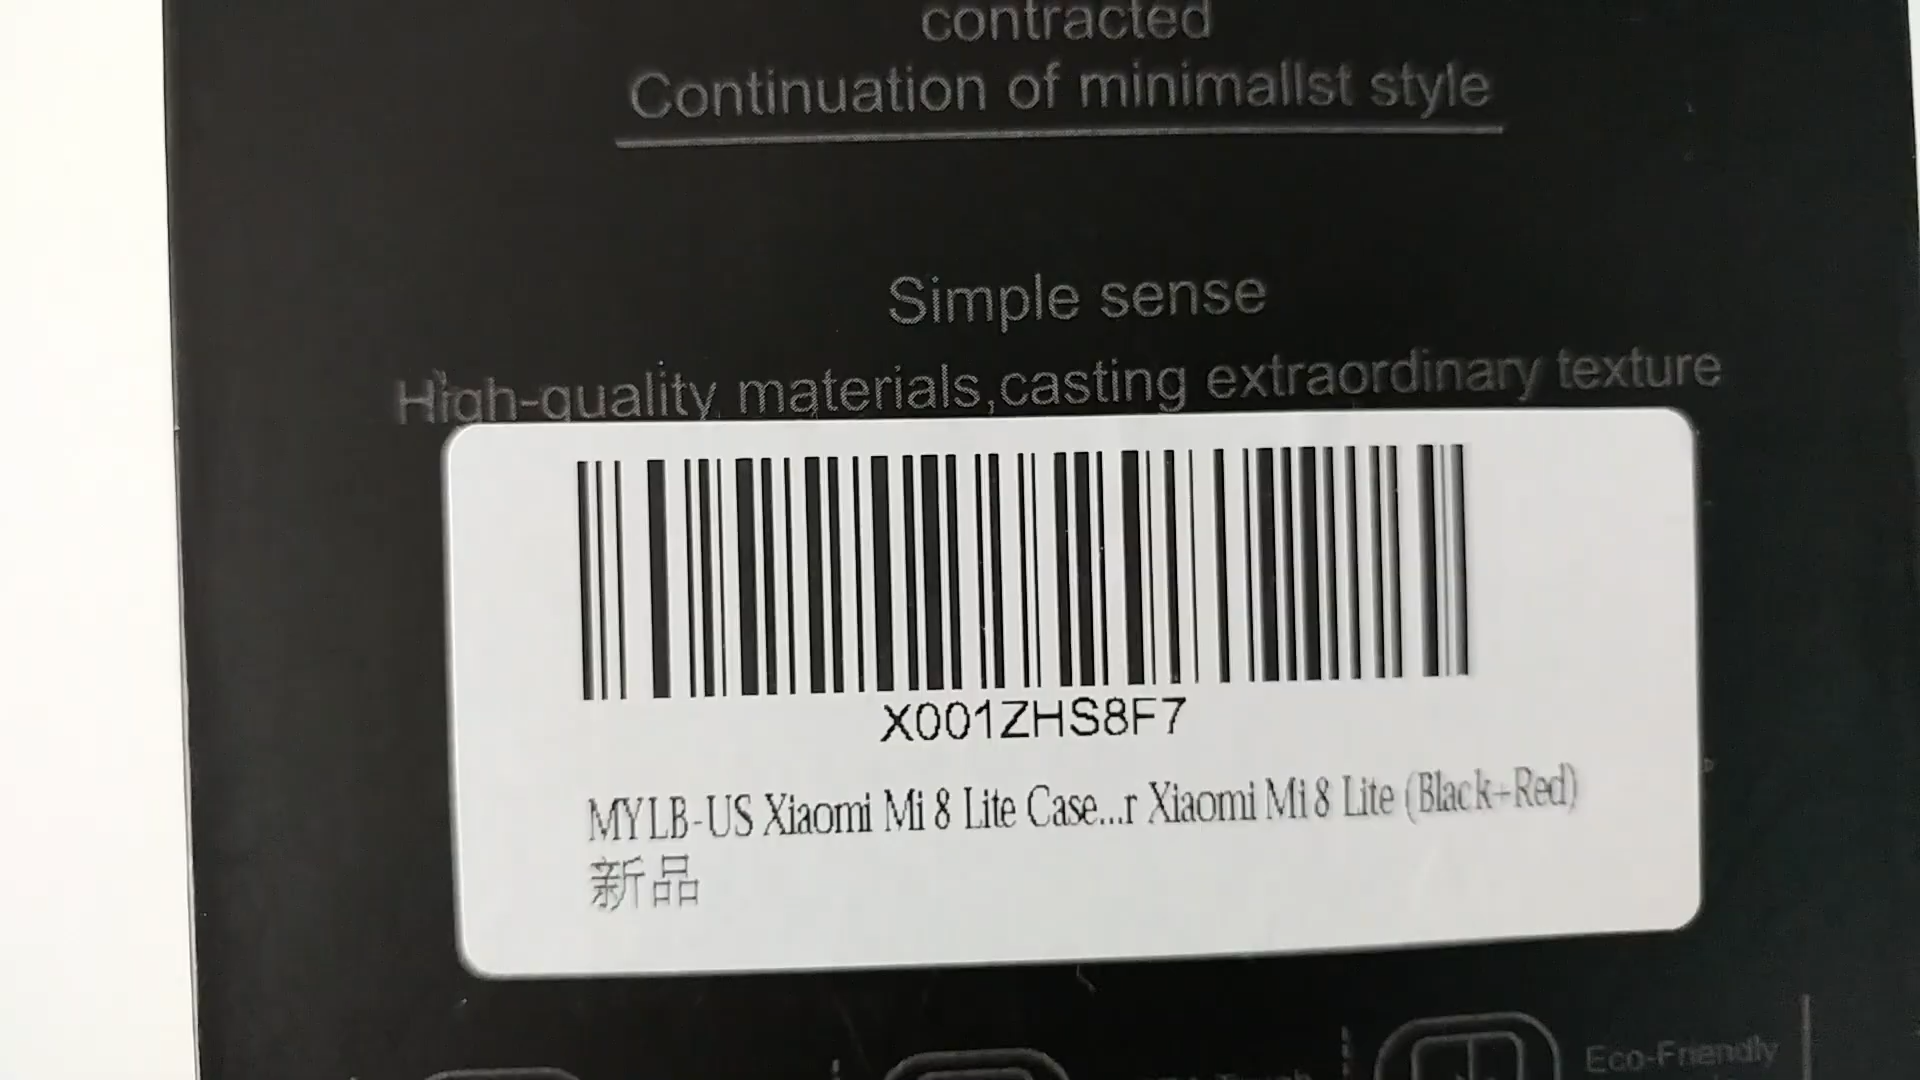 contracted
Continuation of minimalIst style
Simple sense
High-quality materials,casting extraordinary texture
X001ZHS8F7
MYLB-US Xiaomi Mi 8 Lite Case...r Xiaomi Mi 8 Lite (Black+Red)
新品
Eco-Friendly